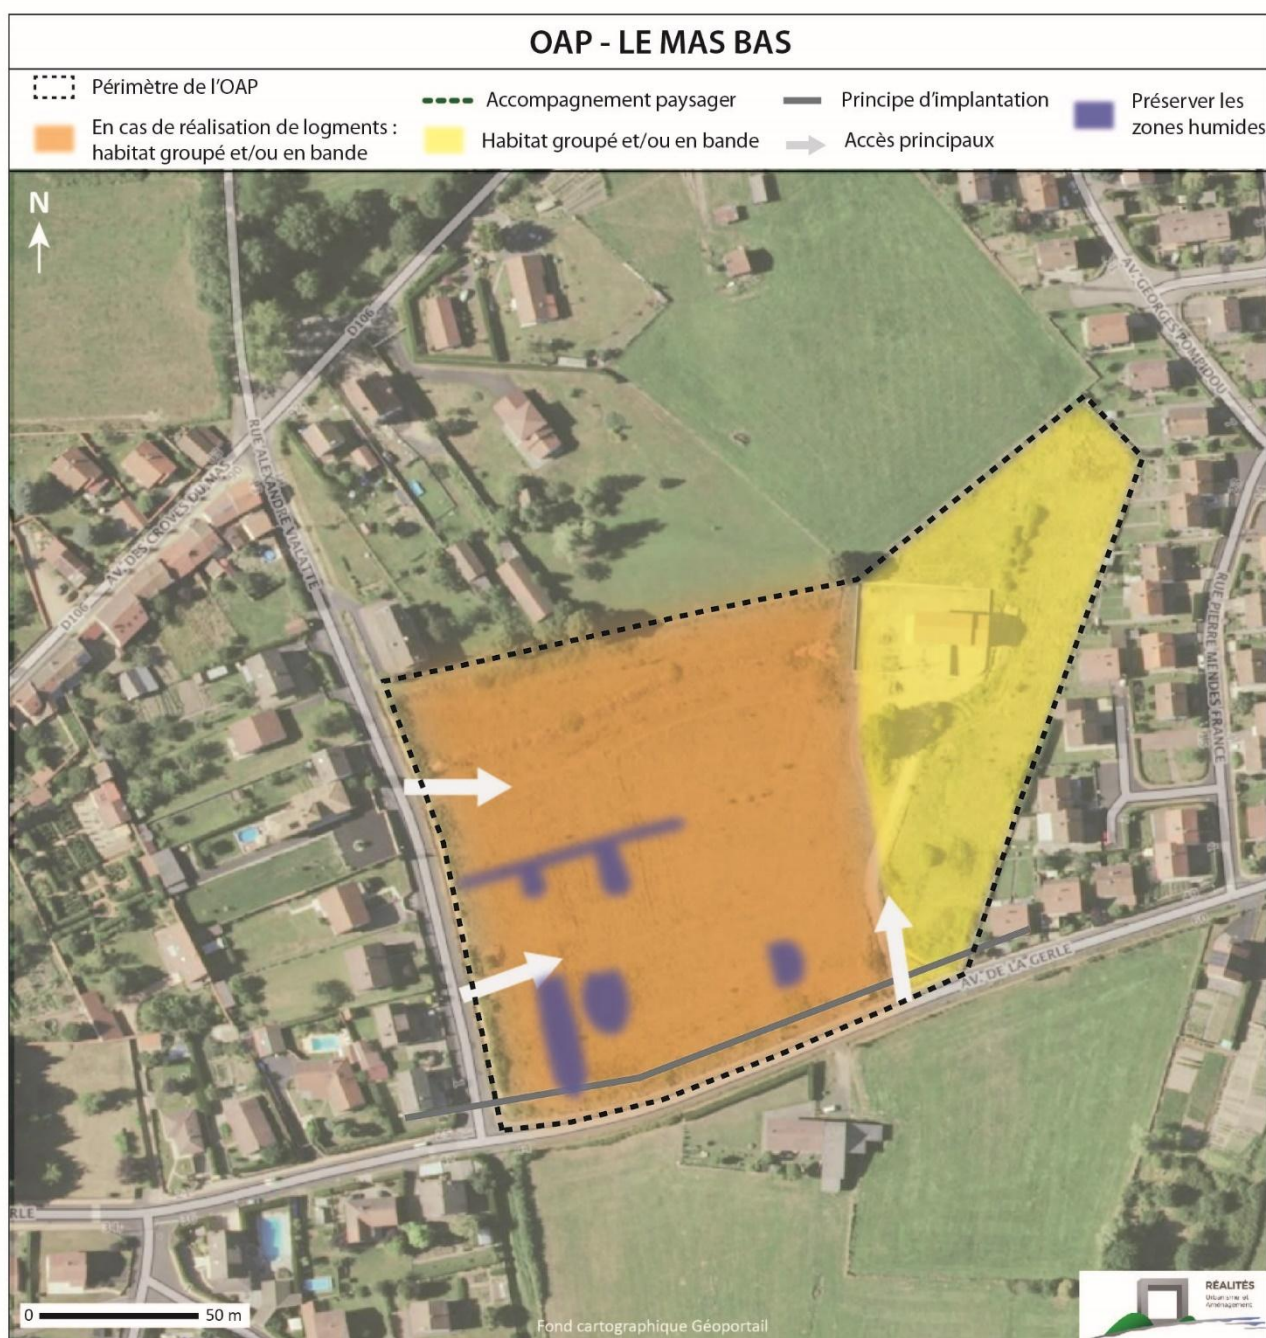 OAP - LE MAS BAS
Périmètre de l'OAP
En cas de réalisation de logments :
habitat groupé et/ou en bande
Accompagnement paysager
Habitat groupé et/ou en bande
Principe d'implantation
Accès principaux
Préserver les
zones humides
N
D106
AV. GEORGES POMPIDOU
RUE ALEXANDRE VIALATTE
AV. DES CROVES DU MAS
D106
RUE PIERRE MENDES FRANCE
AV. DE LA GERLE
RLE
0 50 m
Fond cartographique Géoportail
RÉALITÉS
Urbanisme et
Aménagement